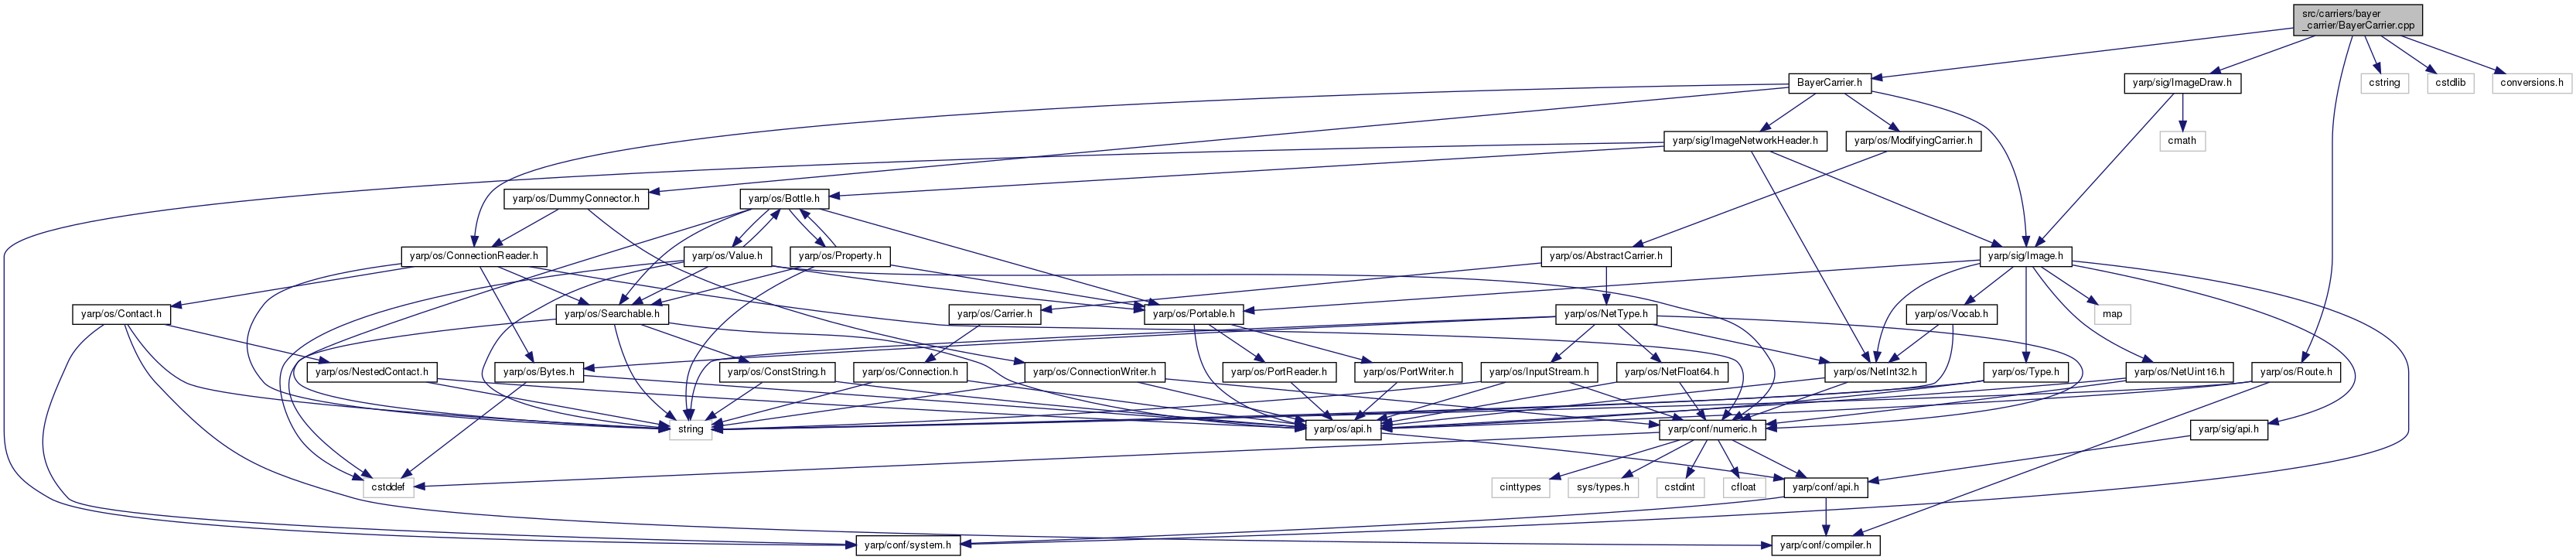 src/carriers/bayer
_carrier/BayerCarrier.cpp
BayerCarrier.h
yarp/sig/ImageDraw.h
cstring
cstdlib
conversions.h
yarp/sig/ImageNetworkHeader.h
yarp/os/ModifyingCarrier.h
cmath
yarp/os/DummyConnector.h
yarp/os/Bottle.h
yarp/os/ConnectionReader.h
yarp/os/Value.h
yarp/os/Property.h
yarp/os/AbstractCarrier.h
yarp/sig/Image.h
yarp/os/Contact.h
yarp/os/Searchable.h
yarp/os/Carrier.h
yarp/os/Portable.h
yarp/os/NetType.h
yarp/os/Vocab.h
map
yarp/os/NestedContact.h
yarp/os/Bytes.h
yarp/os/ConstString.h
yarp/os/Connection.h
yarp/os/ConnectionWriter.h
yarp/os/PortReader.h
yarp/os/PortWriter.h
yarp/os/InputStream.h
yarp/os/NetFloat64.h
yarp/os/NetInt32.h
yarp/os/Type.h
yarp/os/NetUint16.h
yarp/os/Route.h
string
yarp/os/api.h
yarp/conf/numeric.h
yarp/sig/api.h
cstddef
cinttypes
sys/types.h
cstdint
cfloat
yarp/conf/api.h
yarp/conf/system.h
yarp/conf/compiler.h